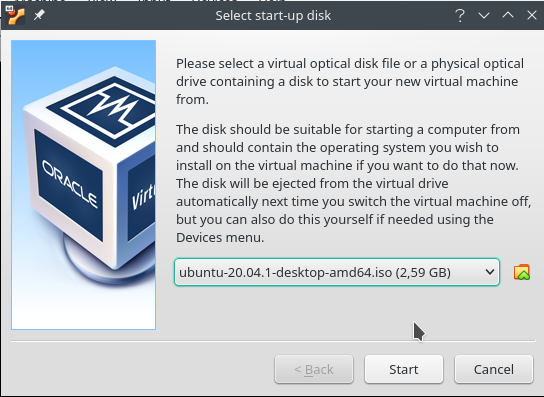 Select start-up disk
Please select a virtual optical disk file or a physical optical
drive containing a disk to start your new virtual machine
from.
The disk should be suitable for starting a computer from
and should contain the operating system you wish to
install on the virtual machine if you want to do that now.
The disk will be ejected from the virtual drive
automatically next time you switch the virtual machine off,
but you can also do this yourself if needed using the
Devices menu.
ORACLE
ubuntu-20.04.1-desktop-amd64.iso (2,59 GB)
< Back
Start
Cancel